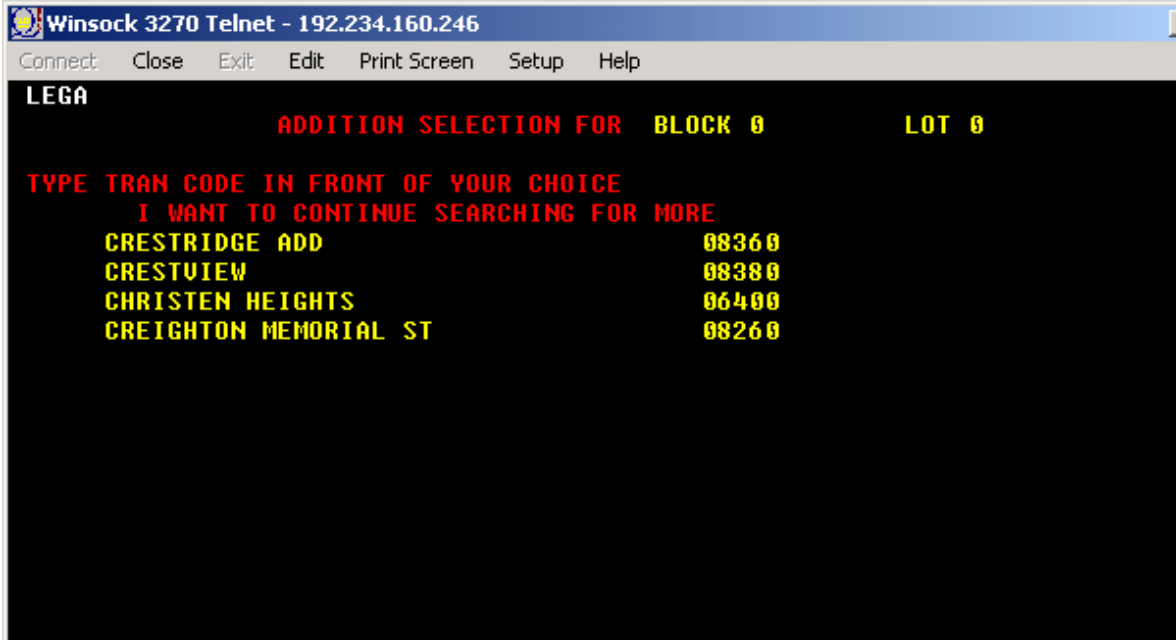 Winsock 3270 Telnet - 192.234.160.246
Connect Close Exit Edit Print Screen Setup Help
LEGA
ADDITION SELECTION FOR BLOCK 0 LOT 0
TYPE TRAN CODE IN FRONT OF YOUR CHOICE
I WANT TO CONTINUE SEARCHING FOR MORE
CRESTRIDGE ADD 08360
CRESTVIEW 08380
CHRISTEN HEIGHTS 06400
CREIGHTON MEMORIAL ST 08260